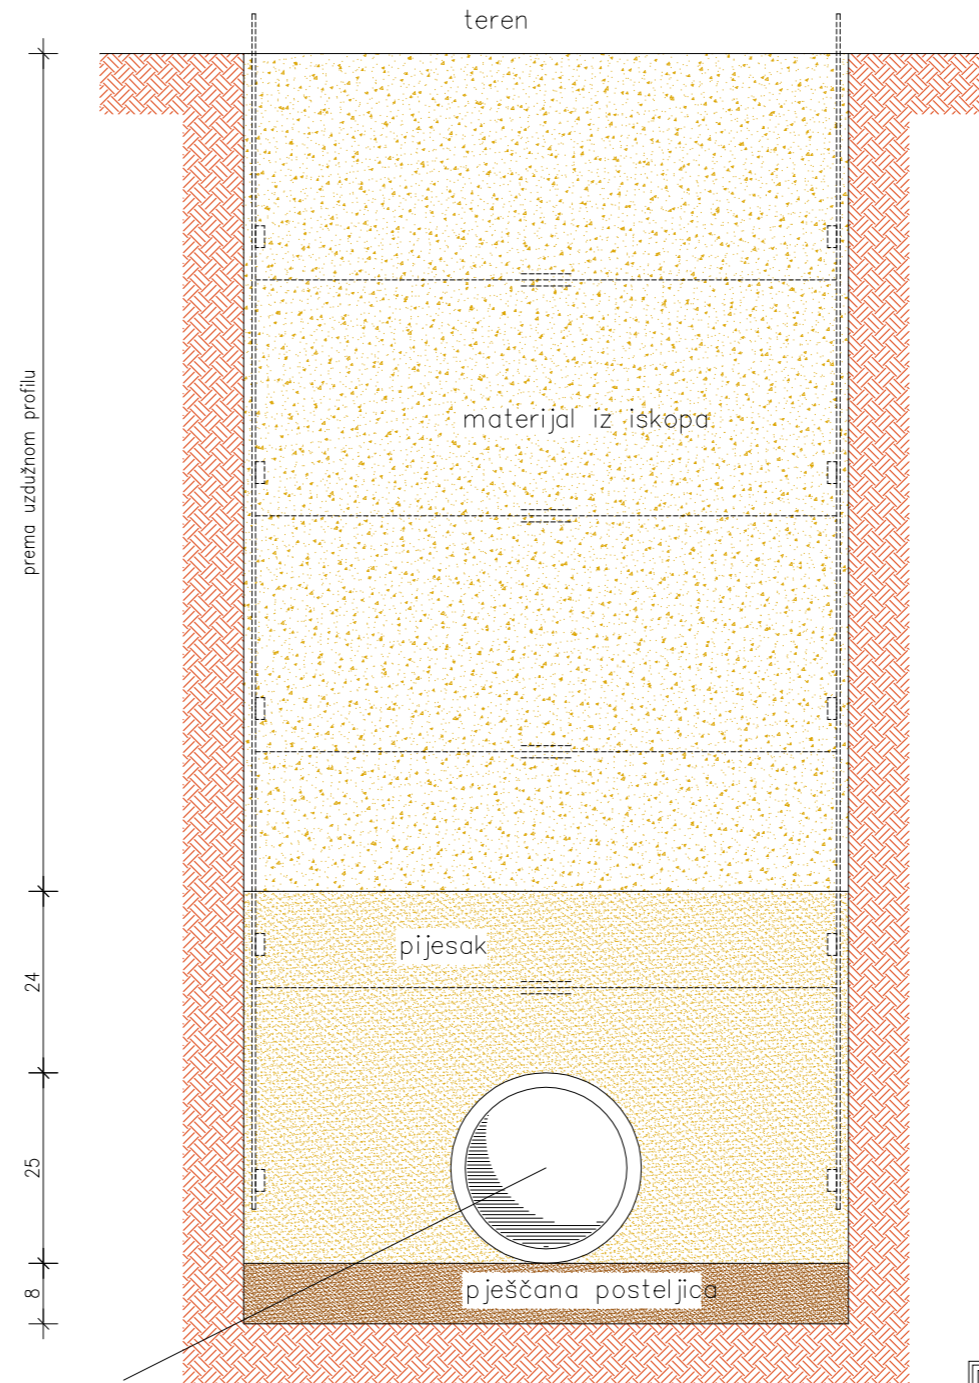 teren
prema uzdužnom profilu
materijal iz iskopa
pijesak
24
25
8
pješčana posteljica